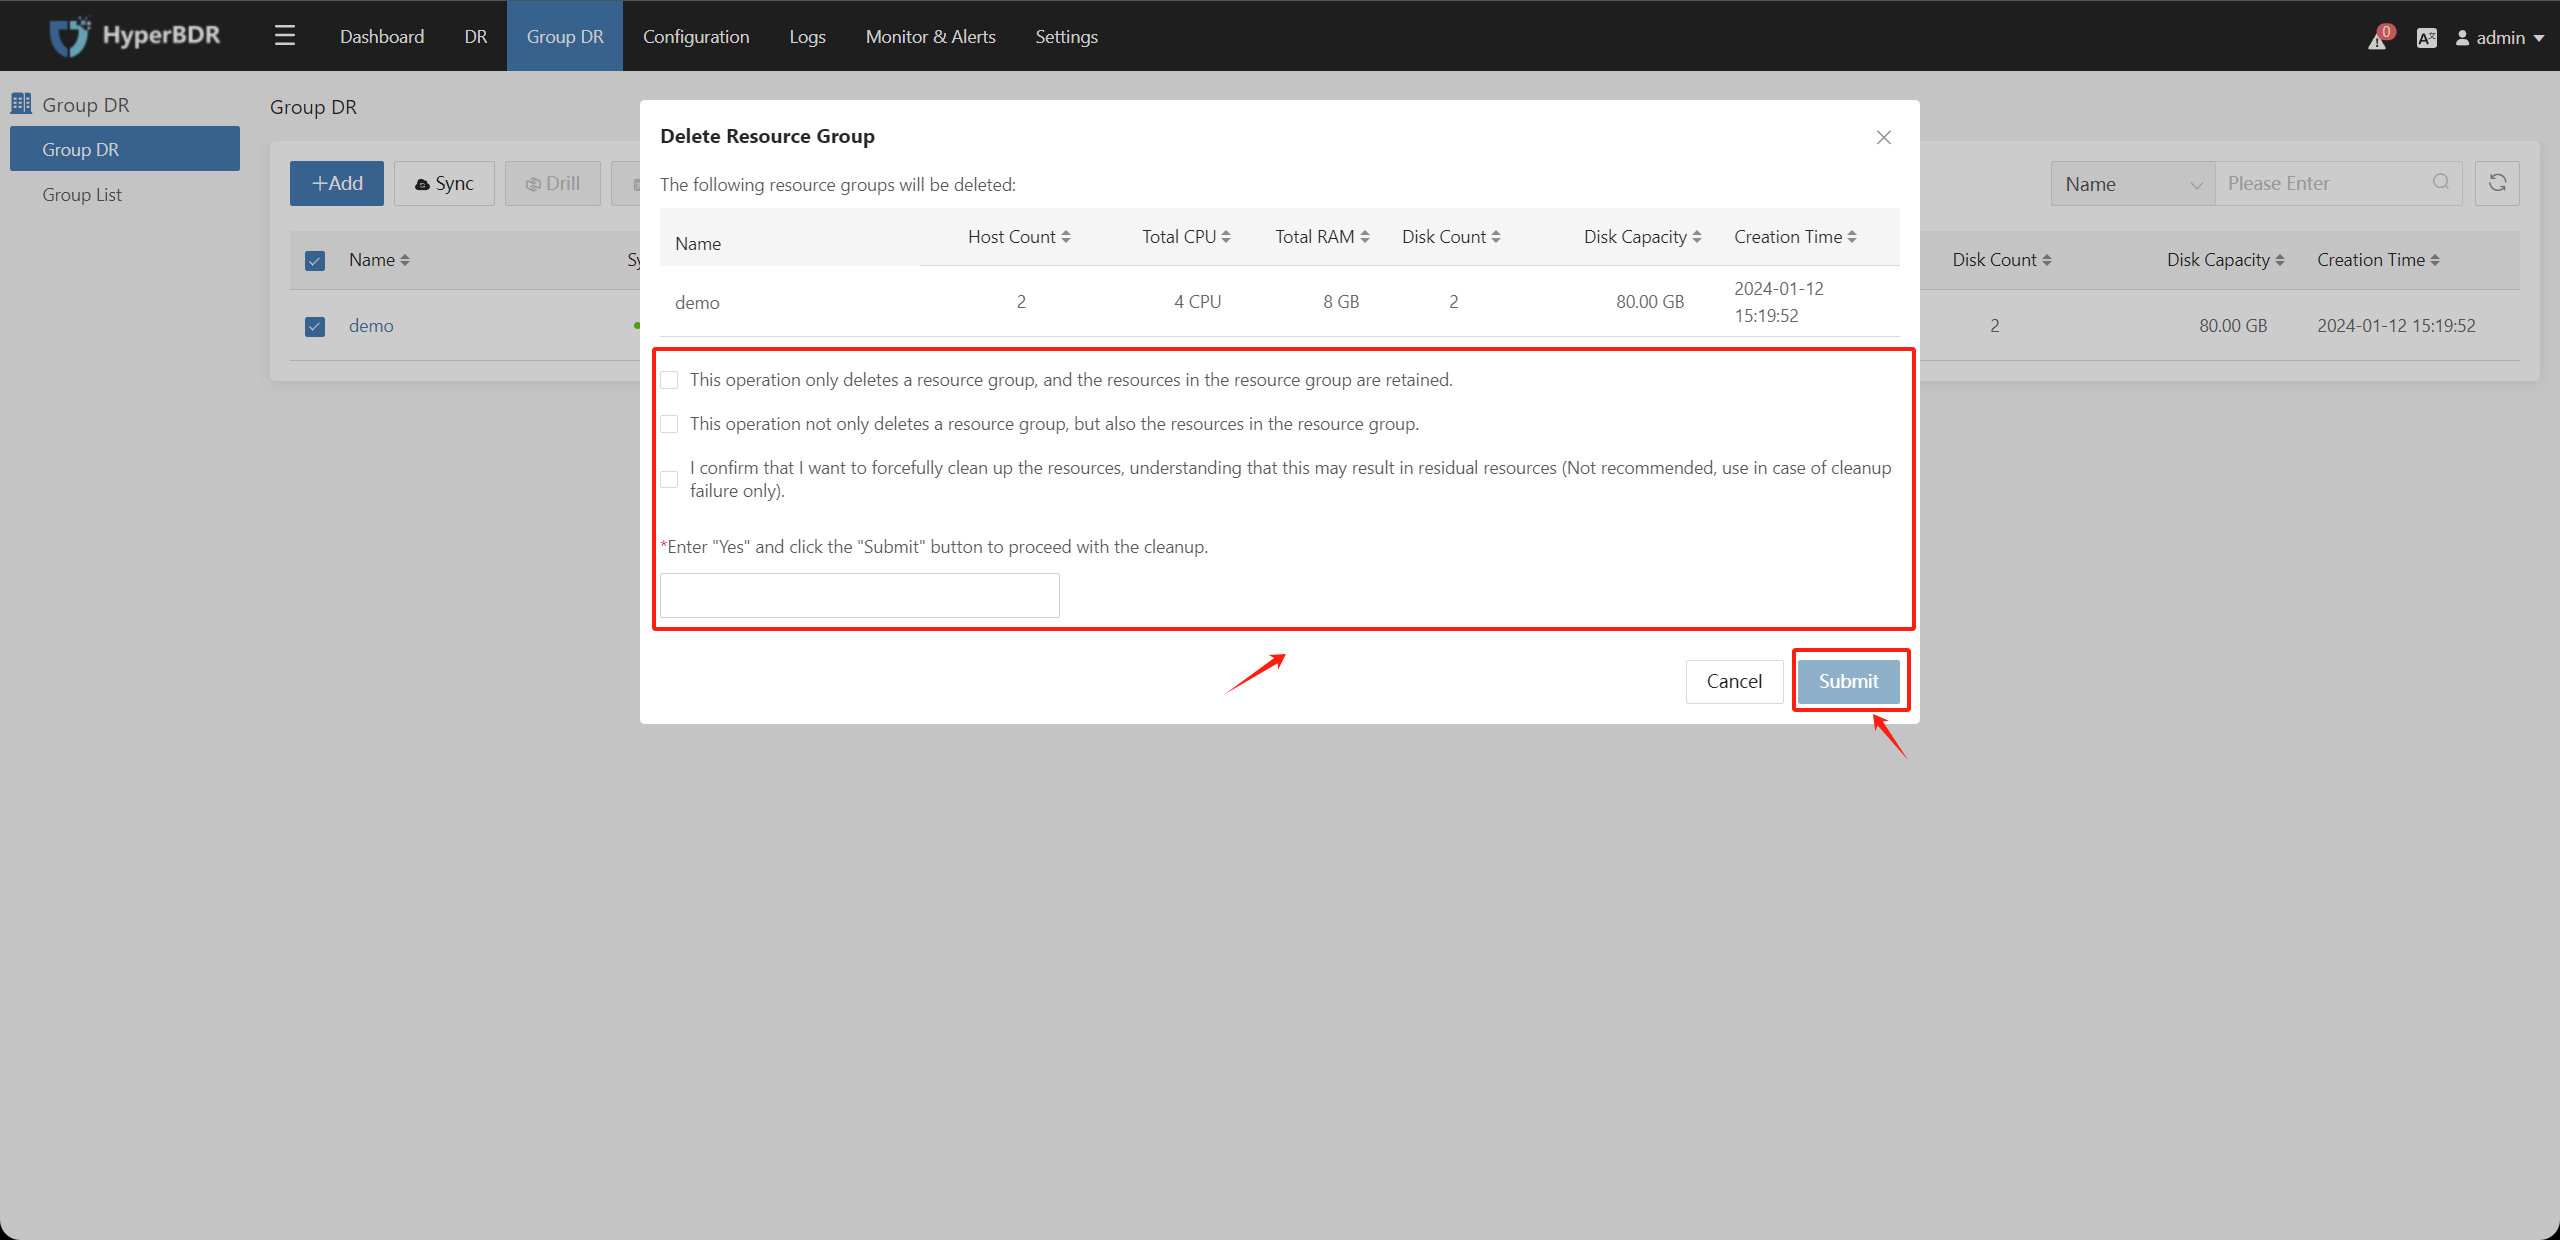 HyperBDR
Dashboard
DR
Group DR
Configuration
Logs
Monitor & Alerts
Settings
0
admin
Group DR
Group DR
Group List
Group DR
+Add
Sync
Drill
Name
Please Enter
Name
Disk Count
Disk Capacity
Creation Time
demo
2
80.00 GB
2024-01-12 15:19:52
Delete Resource Group
The following resource groups will be deleted:
Name
Host Count
Total CPU
Total RAM
Disk Count
Disk Capacity
Creation Time
demo
2
4 CPU
8 GB
2
80.00 GB
2024-01-12
15:19:52
This operation only deletes a resource group, and the resources in the resource group are retained.
This operation not only deletes a resource group, but also the resources in the resource group.
I confirm that I want to forcefully clean up the resources, understanding that this may result in residual resources (Not recommended, use in case of cleanup
failure only).
*Enter "Yes" and click the "Submit" button to proceed with the cleanup.
Cancel
Submit